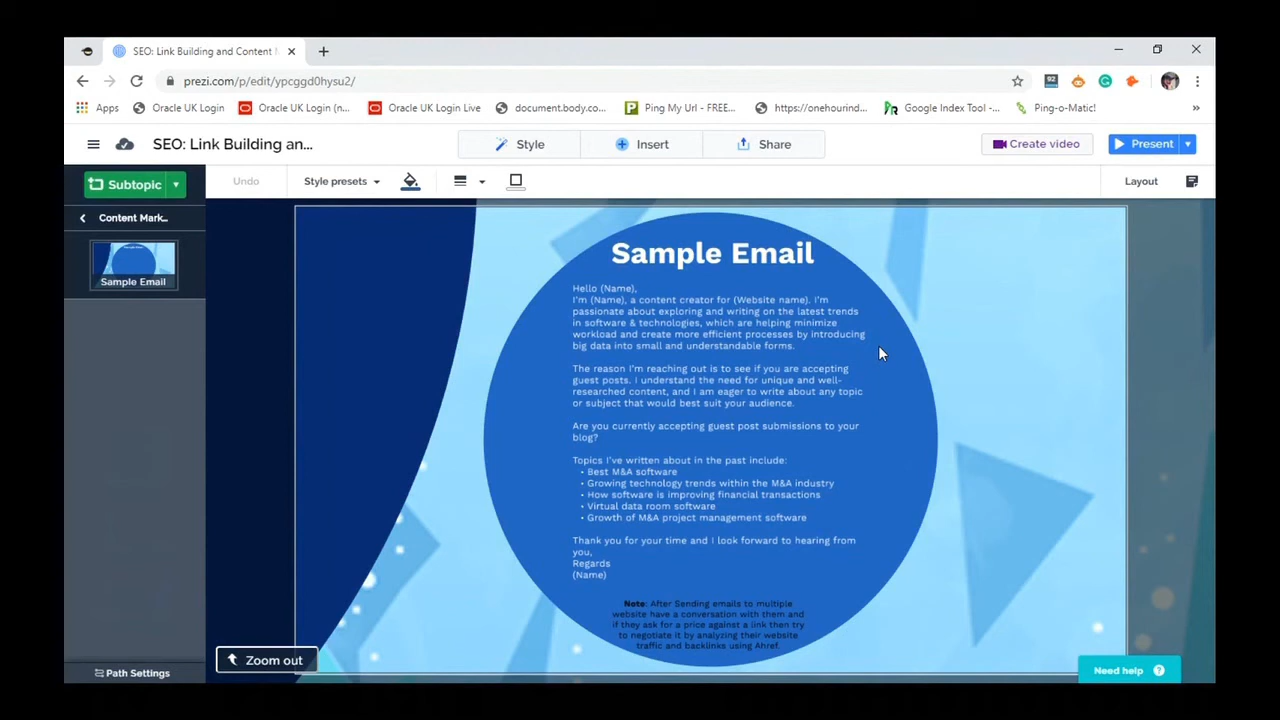 SEO: Link Building and Content M
prezi.com/p/edit/ypcggd0hysu2/
92
Apps
Oracle UK Login
Oracle UK Login (n...
Oracle UK Login Live
document.body.co...
Ping My Url - FREE...
https://onehourind...
Google Index Tool -...
Ping-o-Matic!
SEO: Link Building an...
Style
Insert
Share
Create video
Present
Subtopic
Undo
Style presets
Layout
Content Mark...
Sample Email
Sample Email
Hello (Name),
I'm (Name), a content creator for (Website name). I'm
passionate about exploring and writing on the latest trends
in software & technologies, which are helping minimize
workload and create more efficient processes by introducing
big data into small and understandable forms.
The reason I'm reaching out is to see if you are accepting
guest posts. I understand the need for unique and well-
researched content, and I am eager to write about any topic
or subject that would best suit your audience.
Are you currently accepting guest post submissions to your
blog?
Topics I've written about in the past include:
• Best M&A software
• Growing technology trends within the M&A industry
• How software is improving financial transactions
• Virtual data room software
• Growth of M&A project management software
Thank you for your time and I look forward to hearing from
you,
Regards
(Name)
Note: After Sending emails to multiple
website have a conversation with them and
if they ask for a price against a link then try
to negotiate it by analyzing their website
traffic and backlinks using Ahref.
Zoom out
Path Settings
Need help ?